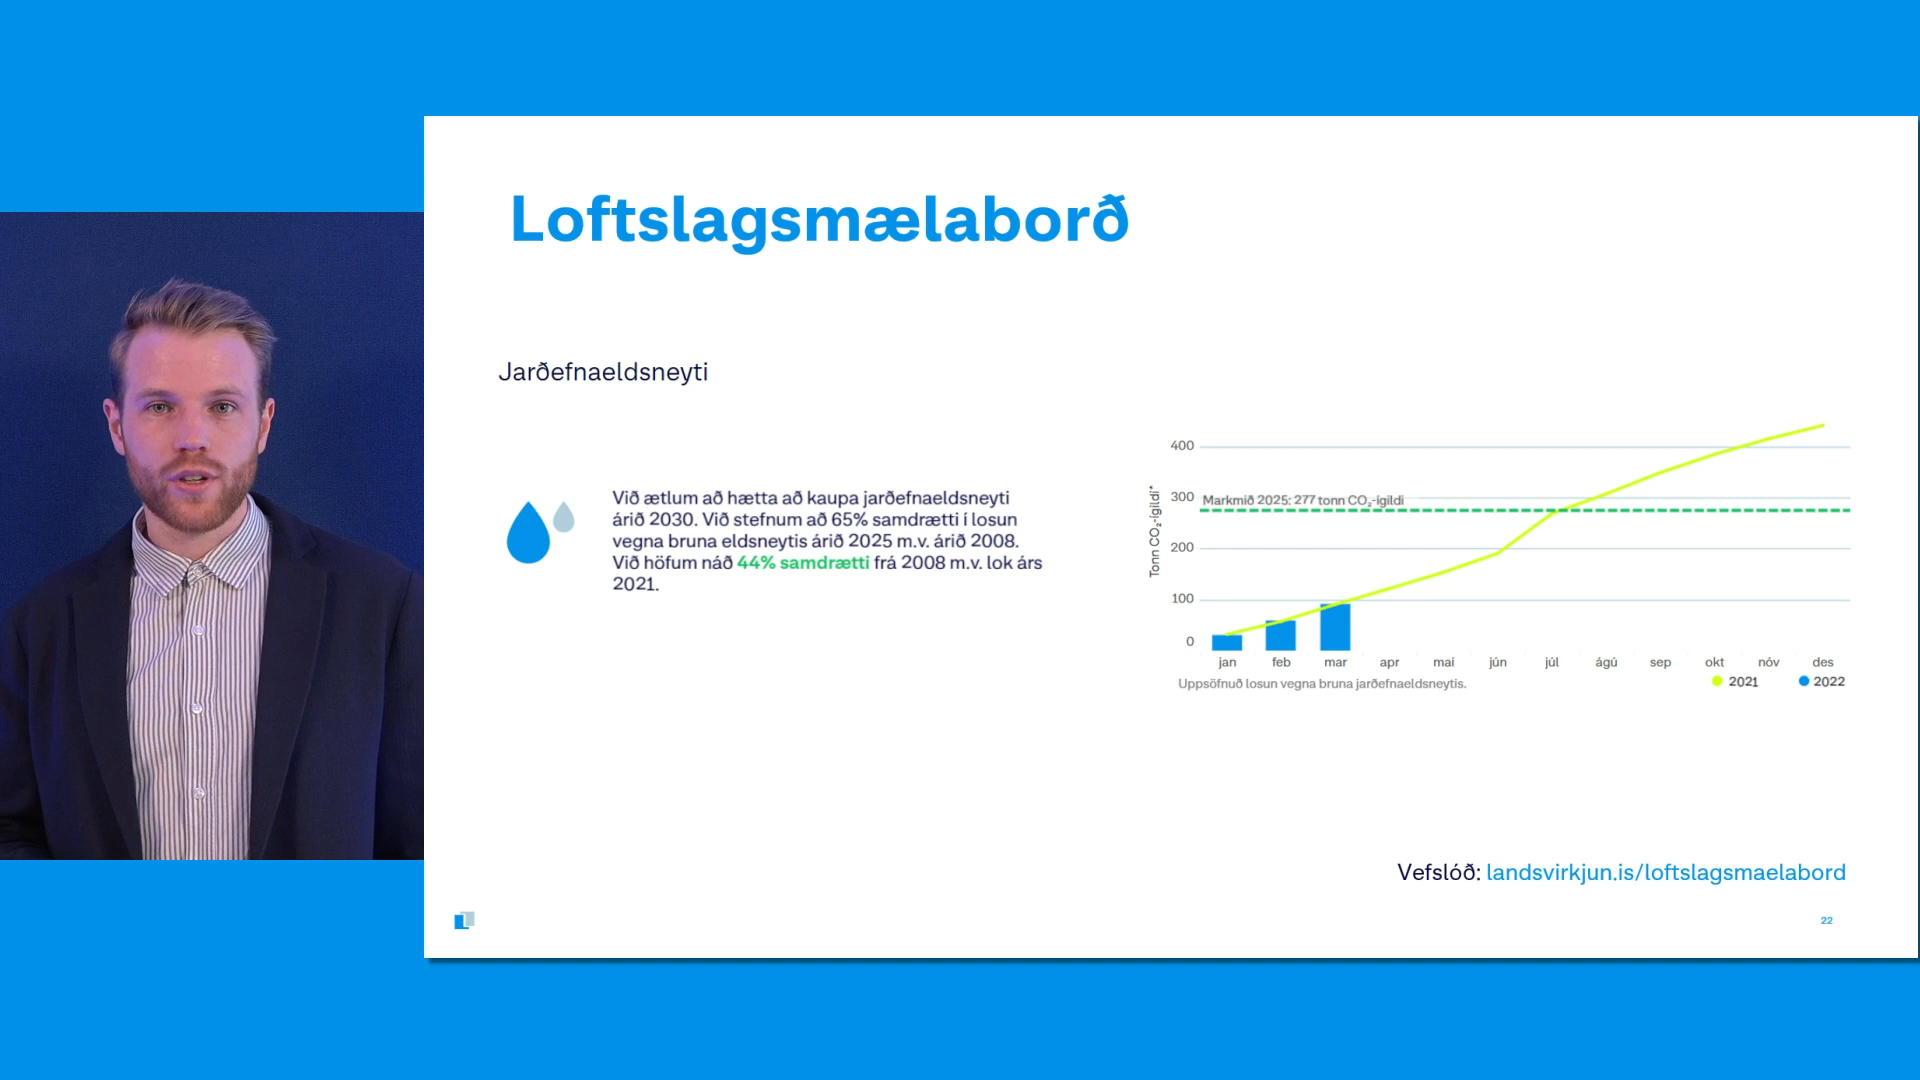 Loftslagsmælaborð
Jarðefnaeldsneyti
Við ætlum að hætta að kaupa jarðefnaeldsneyti
árið 2030. Við stefnum að 65% samdrætti í losun
vegna bruna eldsneytis árið 2025 m.v. árið 2008.
Við höfum náð 44% samdrætti frá 2008 m.v. lok árs
2021.
Tonn CO₂-ígildi*
400
300
Markmið 2025: 277 tonn CO₂-ígildi
200
100
0
jan feb mar apr maí jún júl ágú sep okt nóv des
Uppsöfnuð losun vegna bruna jarðefnaeldsneytis.
2021 2022
Vefslóð: landsvirkjun.is/loftslagsmaelabord
22